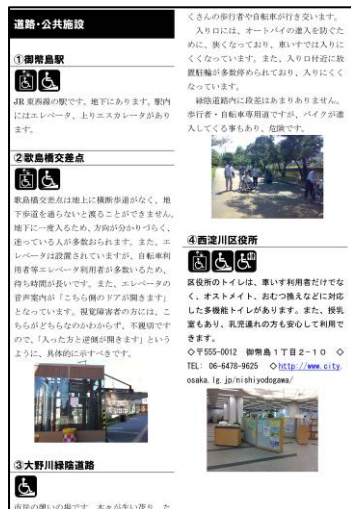 道路・公共施設
①御幣島駅
JR 東西線の駅です。地下にあります。駅内
にはエレベータ、上りエスカレータがあり
ます。
②歌島橋交差点
歌島橋交差点は地上に横断歩道がなく、地
下歩道を通らないと渡ることができません。
地下に一度入るため、方向が分かりづらく、
迷っている人が多数おられます。また、エ
レベータは設置されていますが、自転車利
用者等エレベータ利用者が多数いるため、
待ち時間が長いです。また、エレベータの
音声案内が「こちら側のドアが開きます」
となっています。視覚障害者の方には、こ
ちらがどちらなのかわからず、不親切です
ので、「入った方と逆側が開きます」という
ように、具体的に示すべきです。
③大野川緑陰道路
市民の憩いの場です。木々が生い茂り、た
くさんの歩行者や自転車が行き交います。
入り口には、オートバイの進入を防ぐた
めに、狭くなっており、車いすでは入りに
くくなっています。また、入り口付近に放
置駐輪が多数停められており、入りにくく
なっています。
緑陰道路内に段差はあまりありません。
歩行者・自転車専用道ですが、バイクが進
入してくる事もあり、危険です。
④西淀川区役所
区役所のトイレは、車いす利用者だけでな
く、オストメイト、おむつ換えなどに対応
した多機能トイレがあります。また、授乳
室もあり、乳児連れの方も安心して利用で
きます。
◇〒555-0012 御幣島１丁目２－１０ ◇
TEL: 06-6478-9625 ◇http://www.city.
osaka.lg.jp/nishiyodogawa/